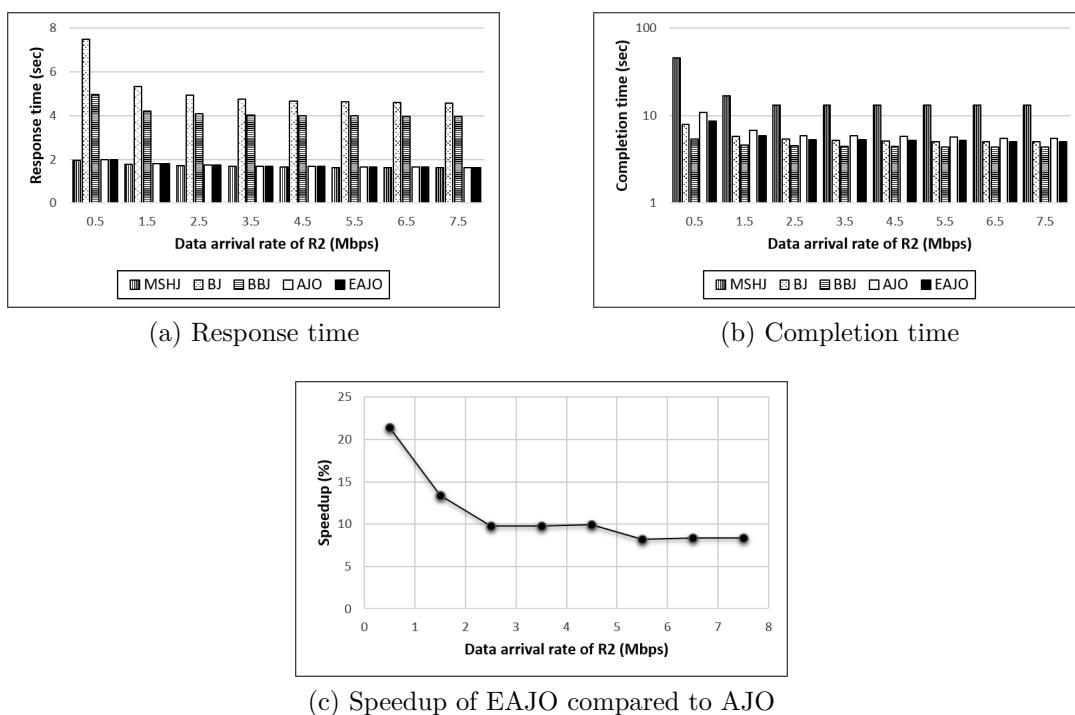 Response time (sec)
8
6
4
2
0
0.5 1.5 2.5 3.5 4.5 5.5 6.5 7.5
Data arrival rate of R2 (Mbps)
MSHJ BJ BBJ AJO EAJO
(a) Response time
Completion time (sec)
100
10
1
0.5 1.5 2.5 3.5 4.5 5.5 6.5 7.5
Data arrival rate of R2 (Mbps)
MSHJ BJ BBJ AJO EAJO
(b) Completion time
Speedup (%)
25
20
15
10
5
0
0 1 2 3 4 5 6 7 8
Data arrival rate of R2 (Mbps)
(c) Speedup of EAJO compared to AJO